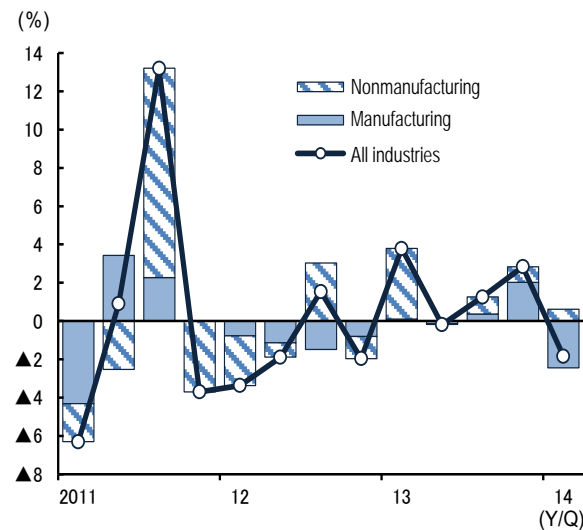 (%)
14
12
10
8
6
4
2
0
▲2
▲4
▲6
▲8
Nonmanufacturing
Manufacturing
All industries
2011 12 13 14
(Y/Q)